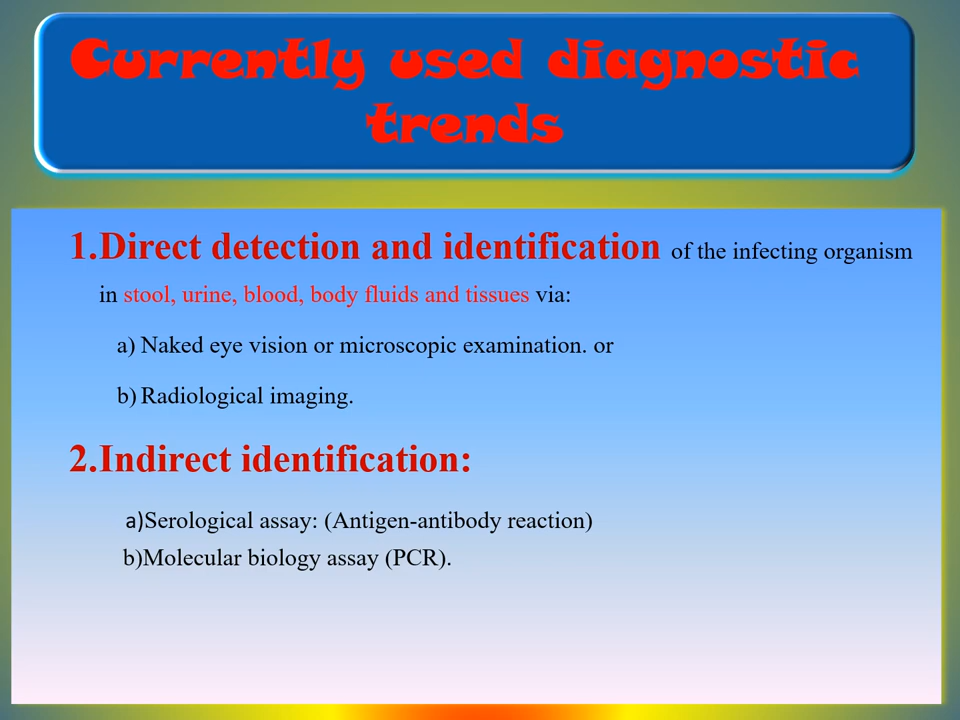 Currently used diagnostic
trends
1.Direct detection and identification of the infecting organism
in stool, urine, blood, body fluids and tissues via:
a) Naked eye vision or microscopic examination. or
b) Radiological imaging.
2.Indirect identification:
a)Serological assay: (Antigen-antibody reaction)
b)Molecular biology assay (PCR).